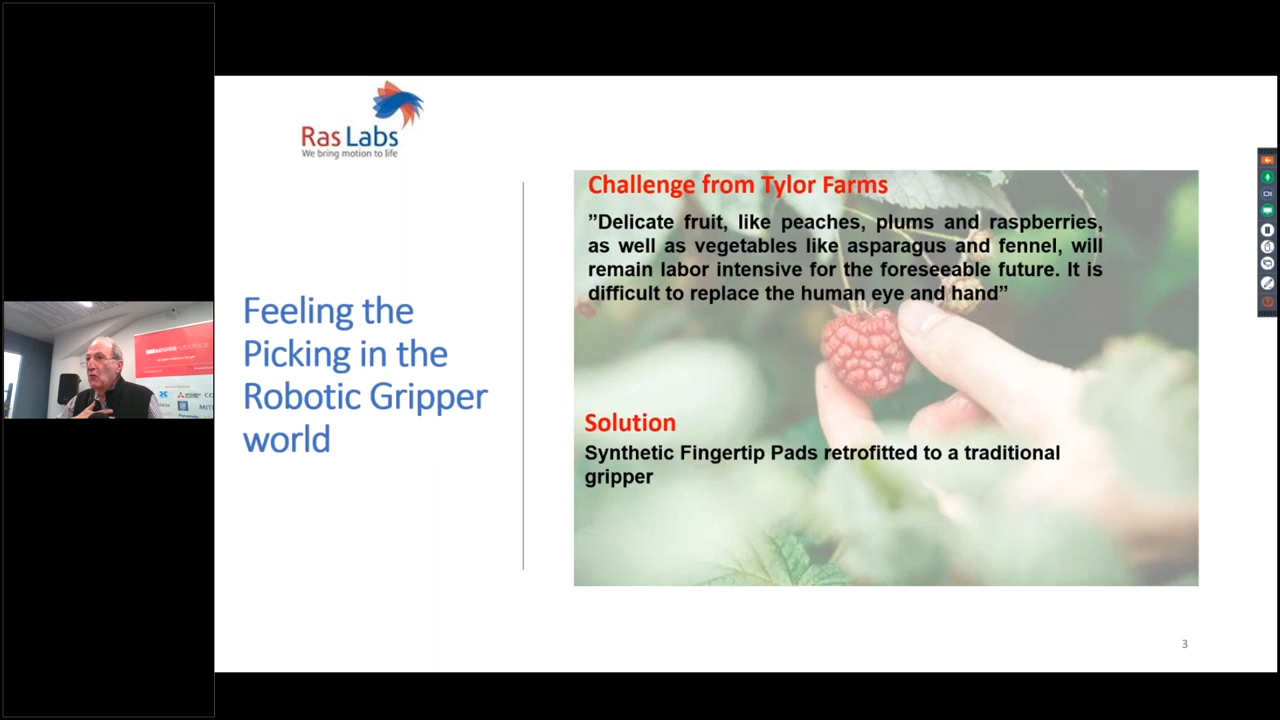 Ras Labs
We bring motion to life
Feeling the
Picking in the
Robotic Gripper
world
Challenge from Tylor Farms
”Delicate fruit, like peaches, plums and raspberries,
as well as vegetables like asparagus and fennel, will
remain labor intensive for the foreseeable future. It is
difficult to replace the human eye and hand”
Solution
Synthetic Fingertip Pads retrofitted to a traditional
gripper
3